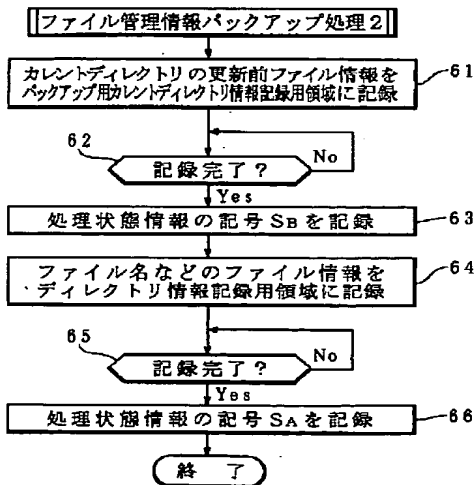 ファイル管理情報バックアップ処理2
カレントディレクトリの更新前ファイル情報を
バックアップ用カレントディレクトリ情報記録用領域に記録
61
62
記録完了?
No
Yes
処理状態情報の記号SBを記録
63
ファイル名などのファイル情報を
ディレクトリ情報記録用領域に記録
64
65
記録完了?
No
Yes
処理状態情報の記号SAを記録
66
終了